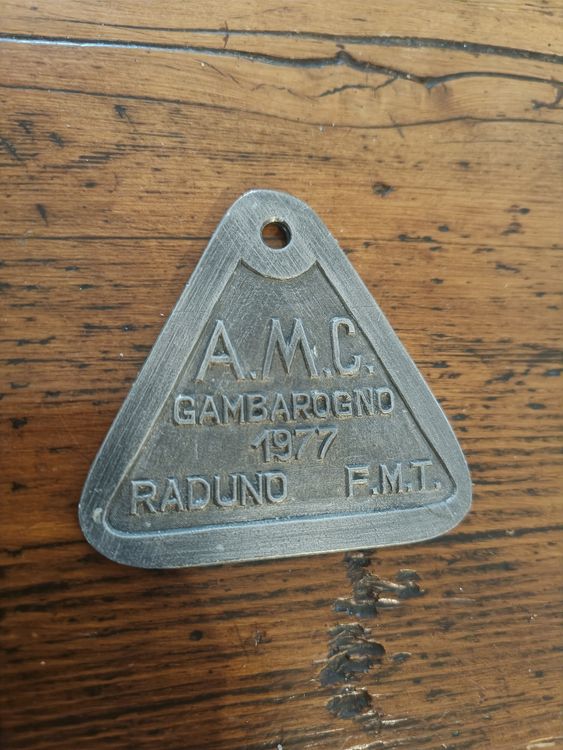 A.M.C.
GAMBAROGNO
1977
RADUNO F.M.T.